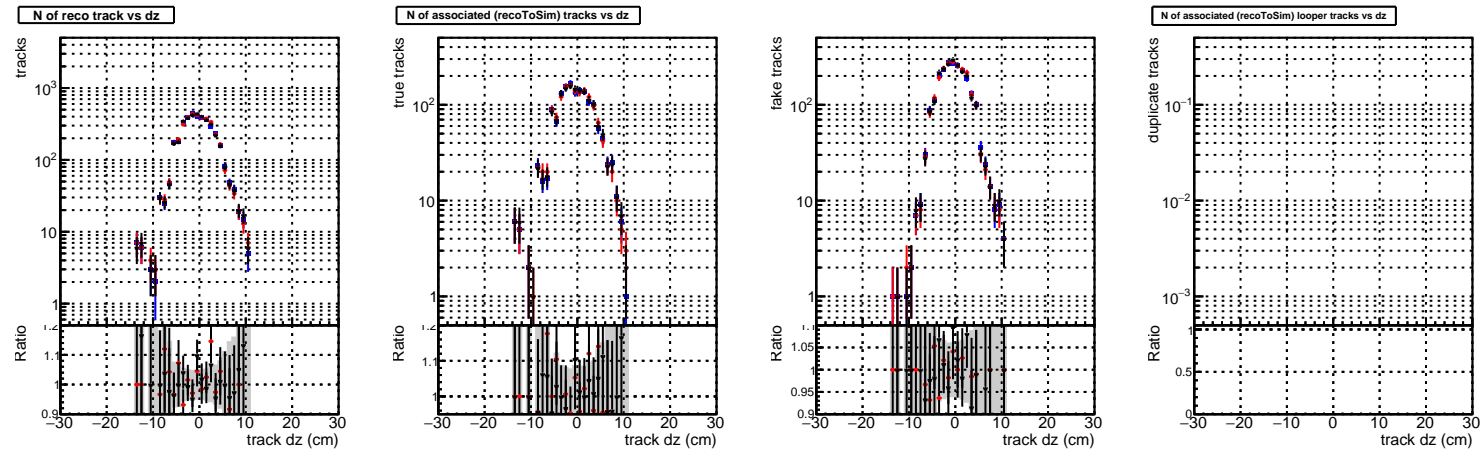 N of reco track vs dz
tracks
10³
10²
10
1
Ratio
1.2
1.1
1
0.9
−30 −20 −10 0 10 20 30
track dz (cm)
N of associated (recoToSim) tracks vs dz
true tracks
10²
10
1
Ratio
1.2
1.1
1
−30 −20 −10 0 10 20 30
track dz (cm)
fake tracks
10²
10
1
Ratio
1.1
1.05
1
0.95
0.9
−30 −20 −10 0 10 20 30
track dz (cm)
N of associated (recoToSim) looper tracks vs dz
duplicate tracks
10⁻¹
10⁻²
10⁻³
Ratio
1
0.5
0
−30 −20 −10 0 10 20 30
track dz (cm)